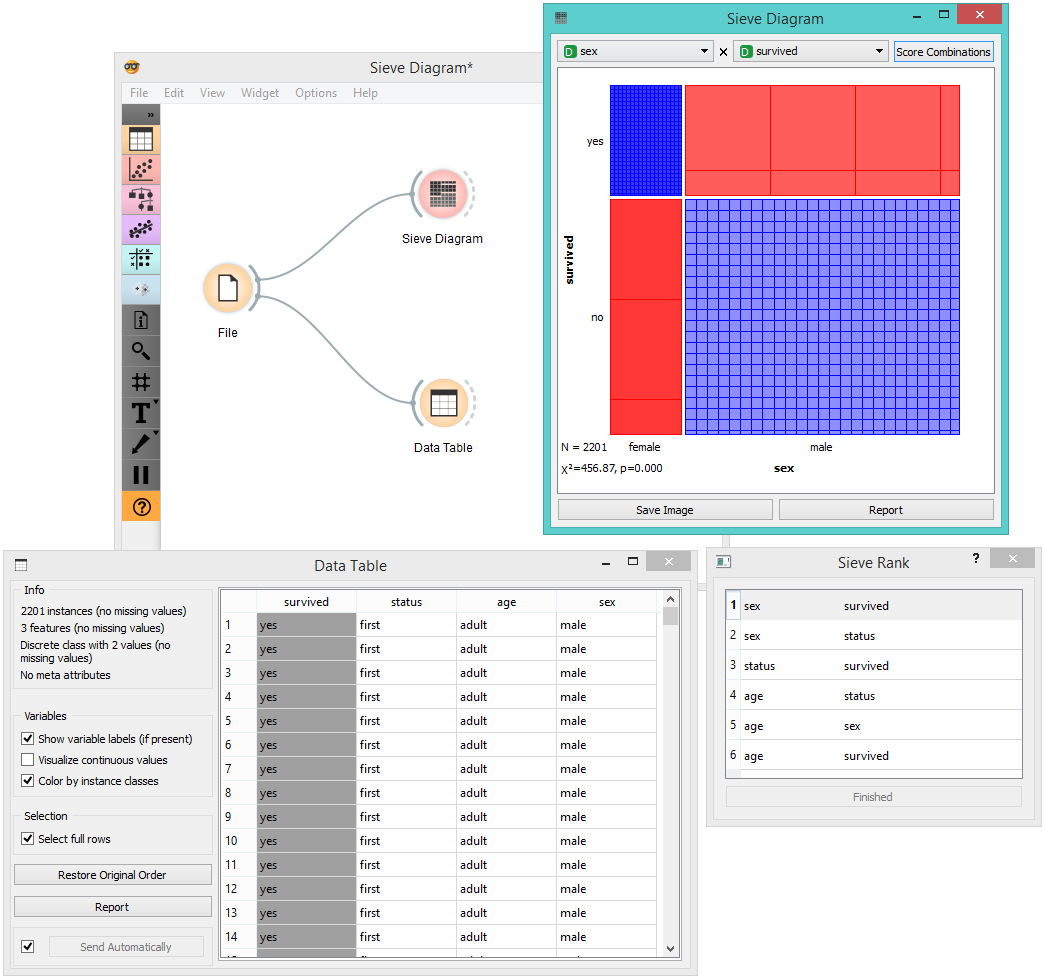 Sieve Diagram
D sex
×
D survived
Score Combinations
yes
survived
no
N = 2201 female male
χ²=456.87, p=0.000
sex
Save Image
Report
Sieve Diagram*
File Edit View Widget Options Help
»
T
?
Sieve Diagram
File
Data Table
Data Table
Info
2201 instances (no missing values)
3 features (no missing values)
Discrete class with 2 values (no
missing values)
No meta attributes
Variables
Show variable labels (if present)
Visualize continuous values
Color by instance classes
Selection
Select full rows
Restore Original Order
Report
Send Automatically
survived status age sex
1 yes first adult male
2 yes first adult male
3 yes first adult male
4 yes first adult male
5 yes first adult male
6 yes first adult male
7 yes first adult male
8 yes first adult male
9 yes first adult male
10 yes first adult male
11 yes first adult male
12 yes first adult male
13 yes first adult male
14 yes first adult male
Sieve Rank
?
1 sex survived
2 sex status
3 status survived
4 age status
5 age sex
6 age survived
Finished